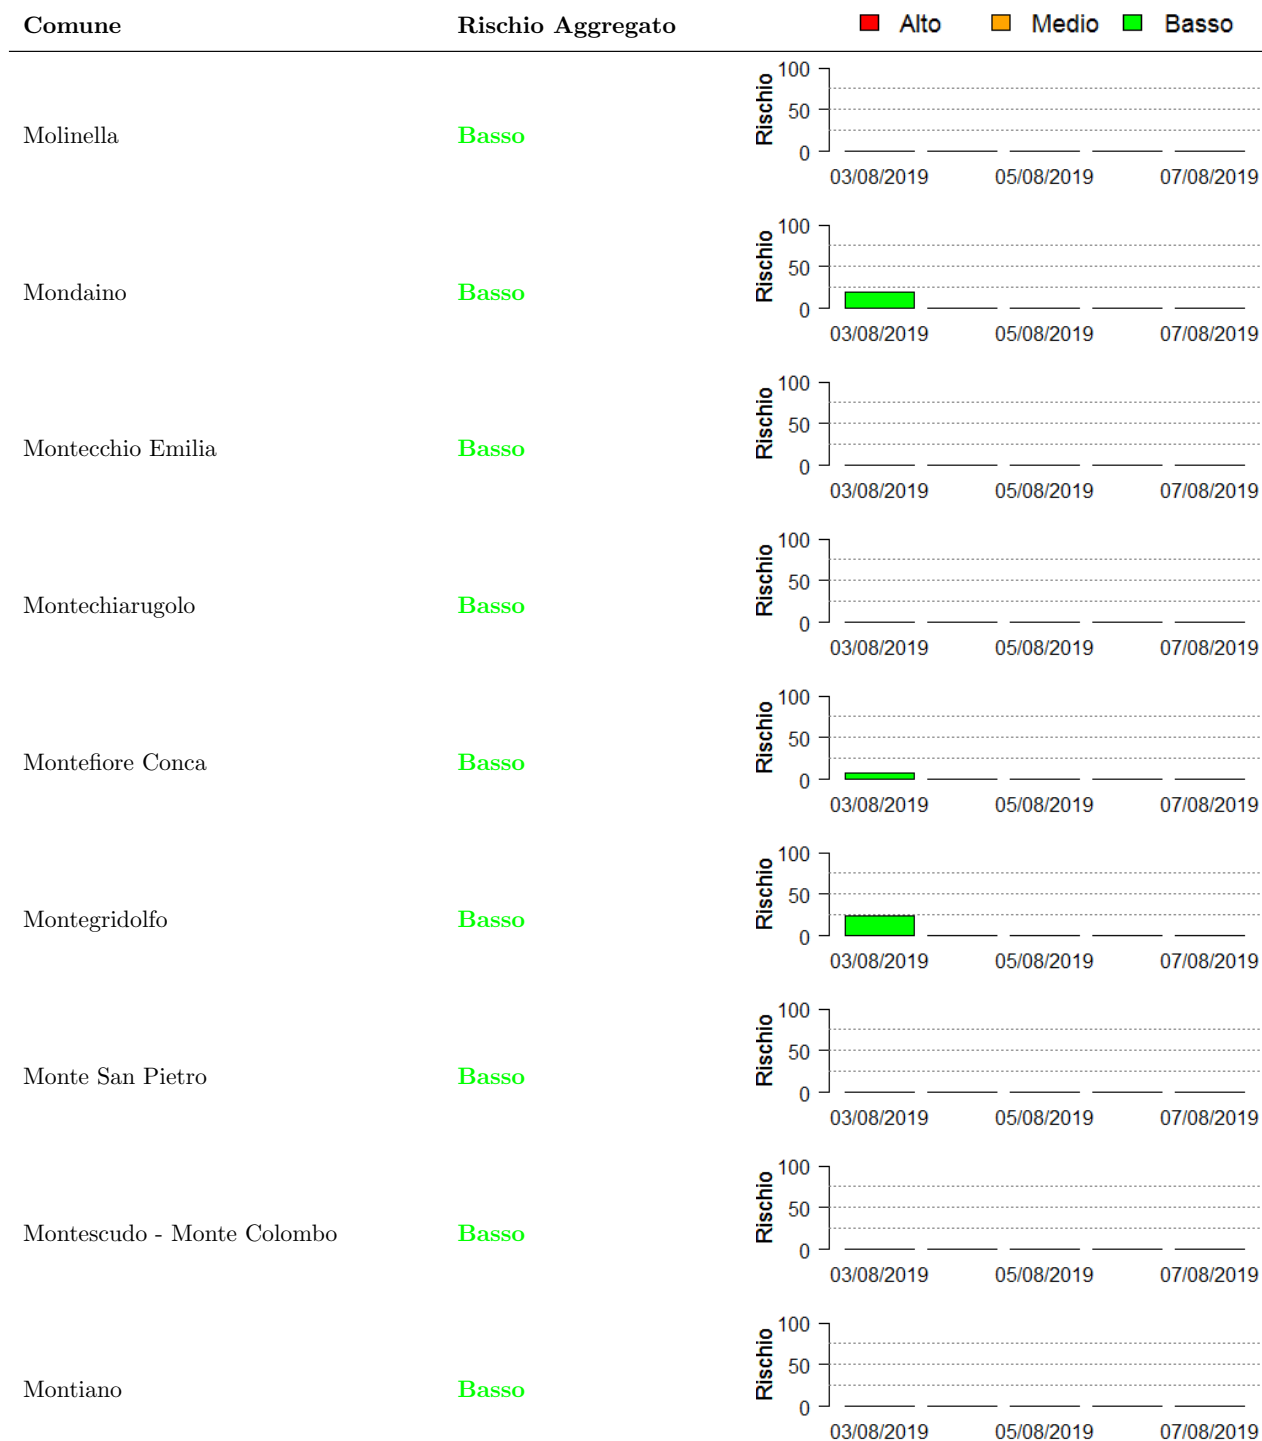 Comune Rischio Aggregato Alto Medio Basso
Molinella Basso
Rischio
100
50
0
03/08/2019 05/08/2019 07/08/2019
Mondaino Basso
Rischio
100
50
0
03/08/2019 05/08/2019 07/08/2019
Montecchio Emilia Basso
Rischio
100
50
0
03/08/2019 05/08/2019 07/08/2019
Montechiarugolo Basso
Rischio
100
50
0
03/08/2019 05/08/2019 07/08/2019
Montefiore Conca Basso
Rischio
100
50
0
03/08/2019 05/08/2019 07/08/2019
Montegridolfo Basso
Rischio
100
50
0
03/08/2019 05/08/2019 07/08/2019
Monte San Pietro Basso
Rischio
100
50
0
03/08/2019 05/08/2019 07/08/2019
Montescudo - Monte Colombo Basso
Rischio
100
50
0
03/08/2019 05/08/2019 07/08/2019
Montiano Basso
Rischio
100
50
0
03/08/2019 05/08/2019 07/08/2019